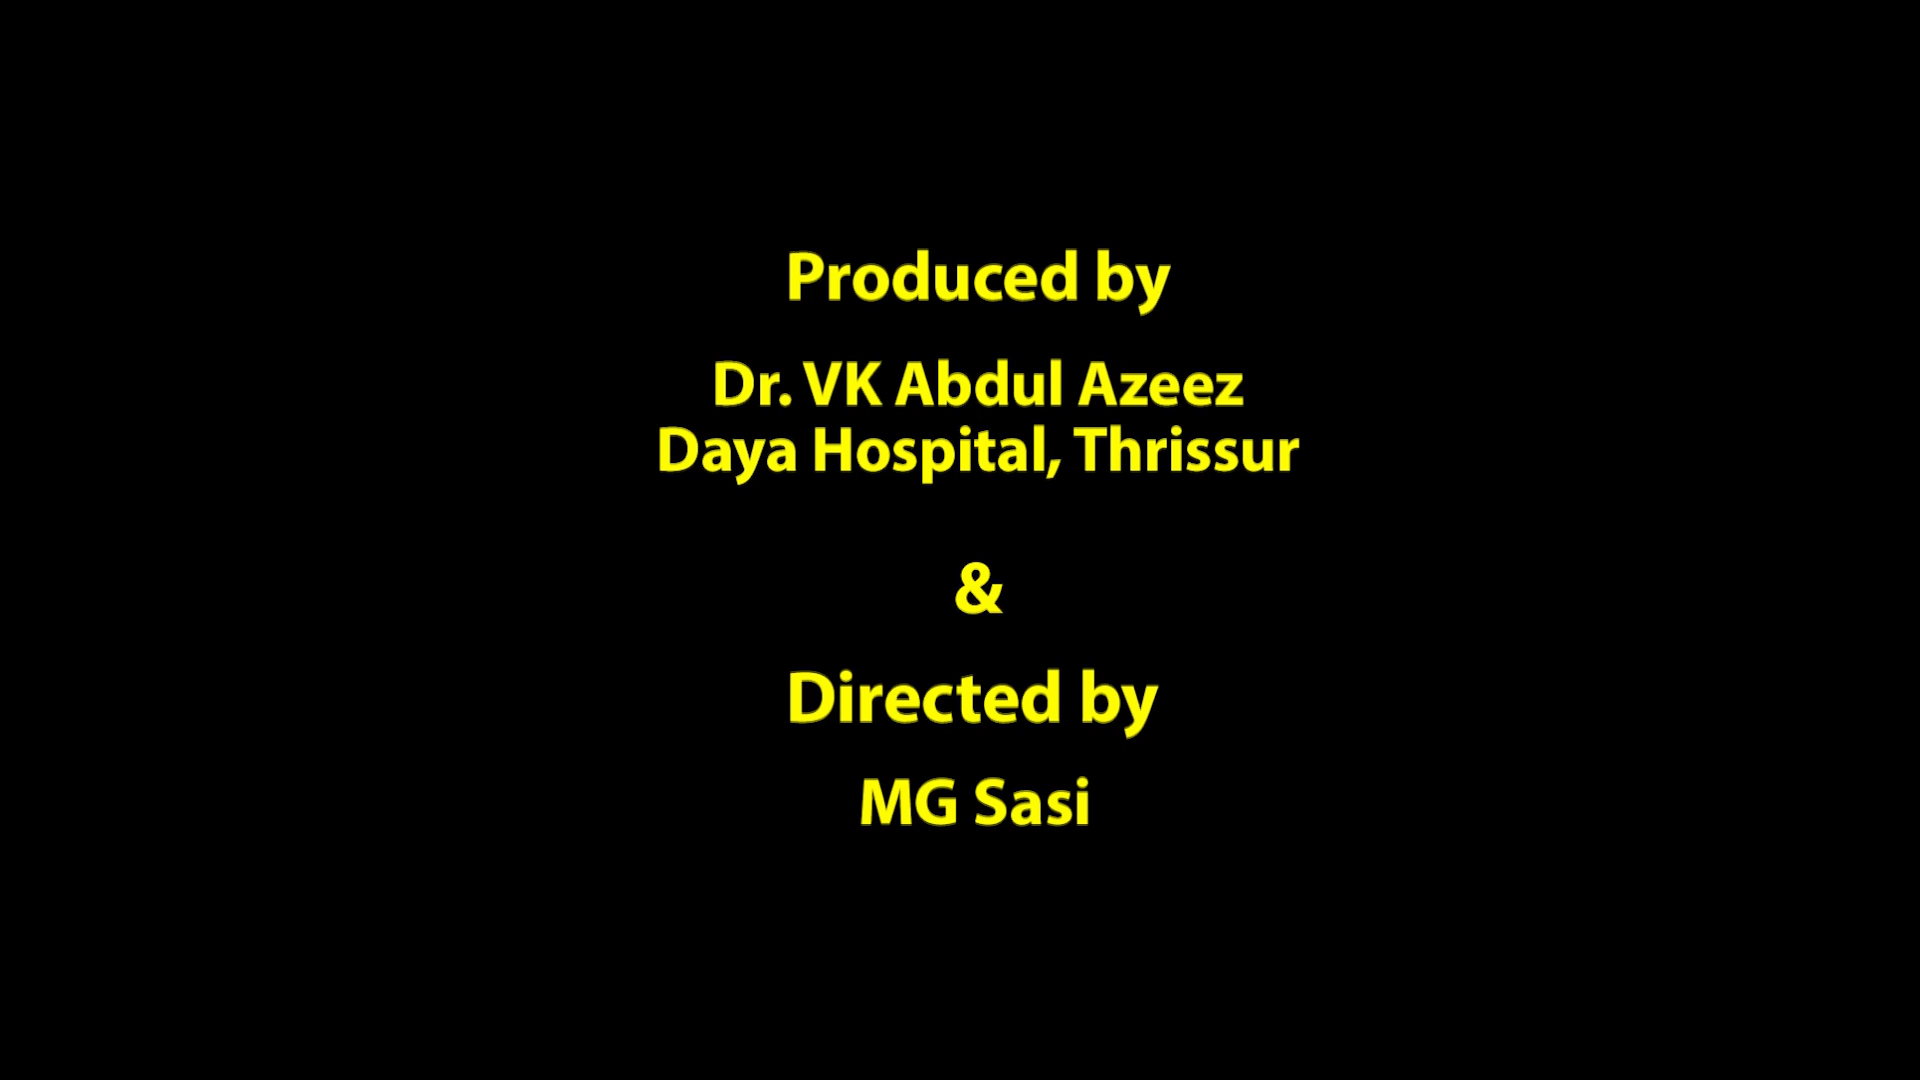 Produced by
Dr. VK Abdul Azeez
Daya Hospital, Thrissur
&
Directed by
MG Sasi